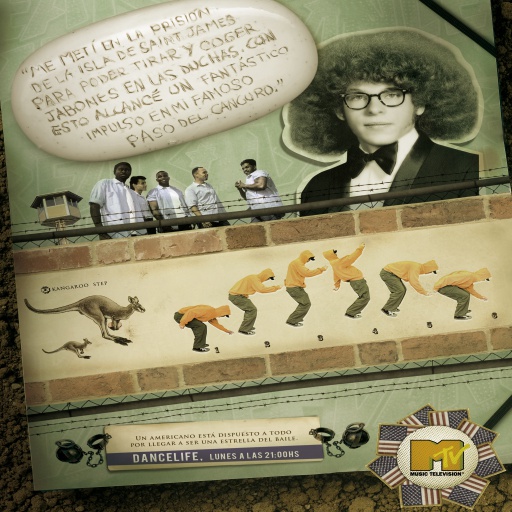 "¡ME METÍ EN LA PRISIÓN
DE LA ISLA DE SAINT JAMES
PARA PODER TIRAR Y COGER
JABONES EN LAS DUCHAS. CON
ESTO ALLANCÉ UN FANTÁSTICO
IMPULSO EN MI FAMOSO
PASO DEL CANGURO."
KANGAROO STEP
1 2 3 4 5 6
UN AMERICANO ESTÁ DISPUESTO A TODO
POR LLEGAR A SER UNA ESTRELLA DEL BAILE.
DANCELIFE, LUNES A LAS 21:00HS
MTV
MUSIC TELEVISION